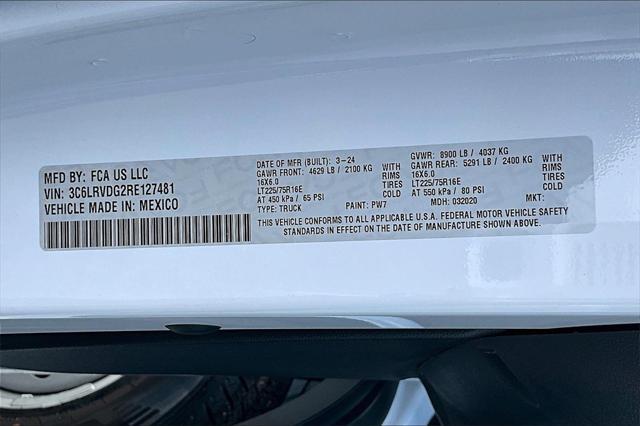 MFD BY: FCA US LLC
VIN: 3C6LRVDG2RE127481
VEHICLE MADE IN: MEXICO
DATE OF MFR (BUILT): 3-24
GAWR FRONT: 4629 LB / 2100 KG WITH
16X6.0 RIMS
LT225/75R16E TIRES
AT 450 kPa / 65 PSI
TYPE: TRUCK PAINT: PW7
GVWR: 8900 LB / 4037 KG
GAWR REAR: 5291 LB / 2400 KG WITH
16X6.0 RIMS
LT225/75R16E TIRES
AT 550 kPa / 80 PSI
MDH: 032020 MKT:
THIS VEHICLE CONFORMS TO ALL APPLICABLE U.S.A. FEDERAL MOTOR VEHICLE SAFETY
STANDARDS IN EFFECT ON THE DATE OF MANUFACTURE SHOWN ABOVE.